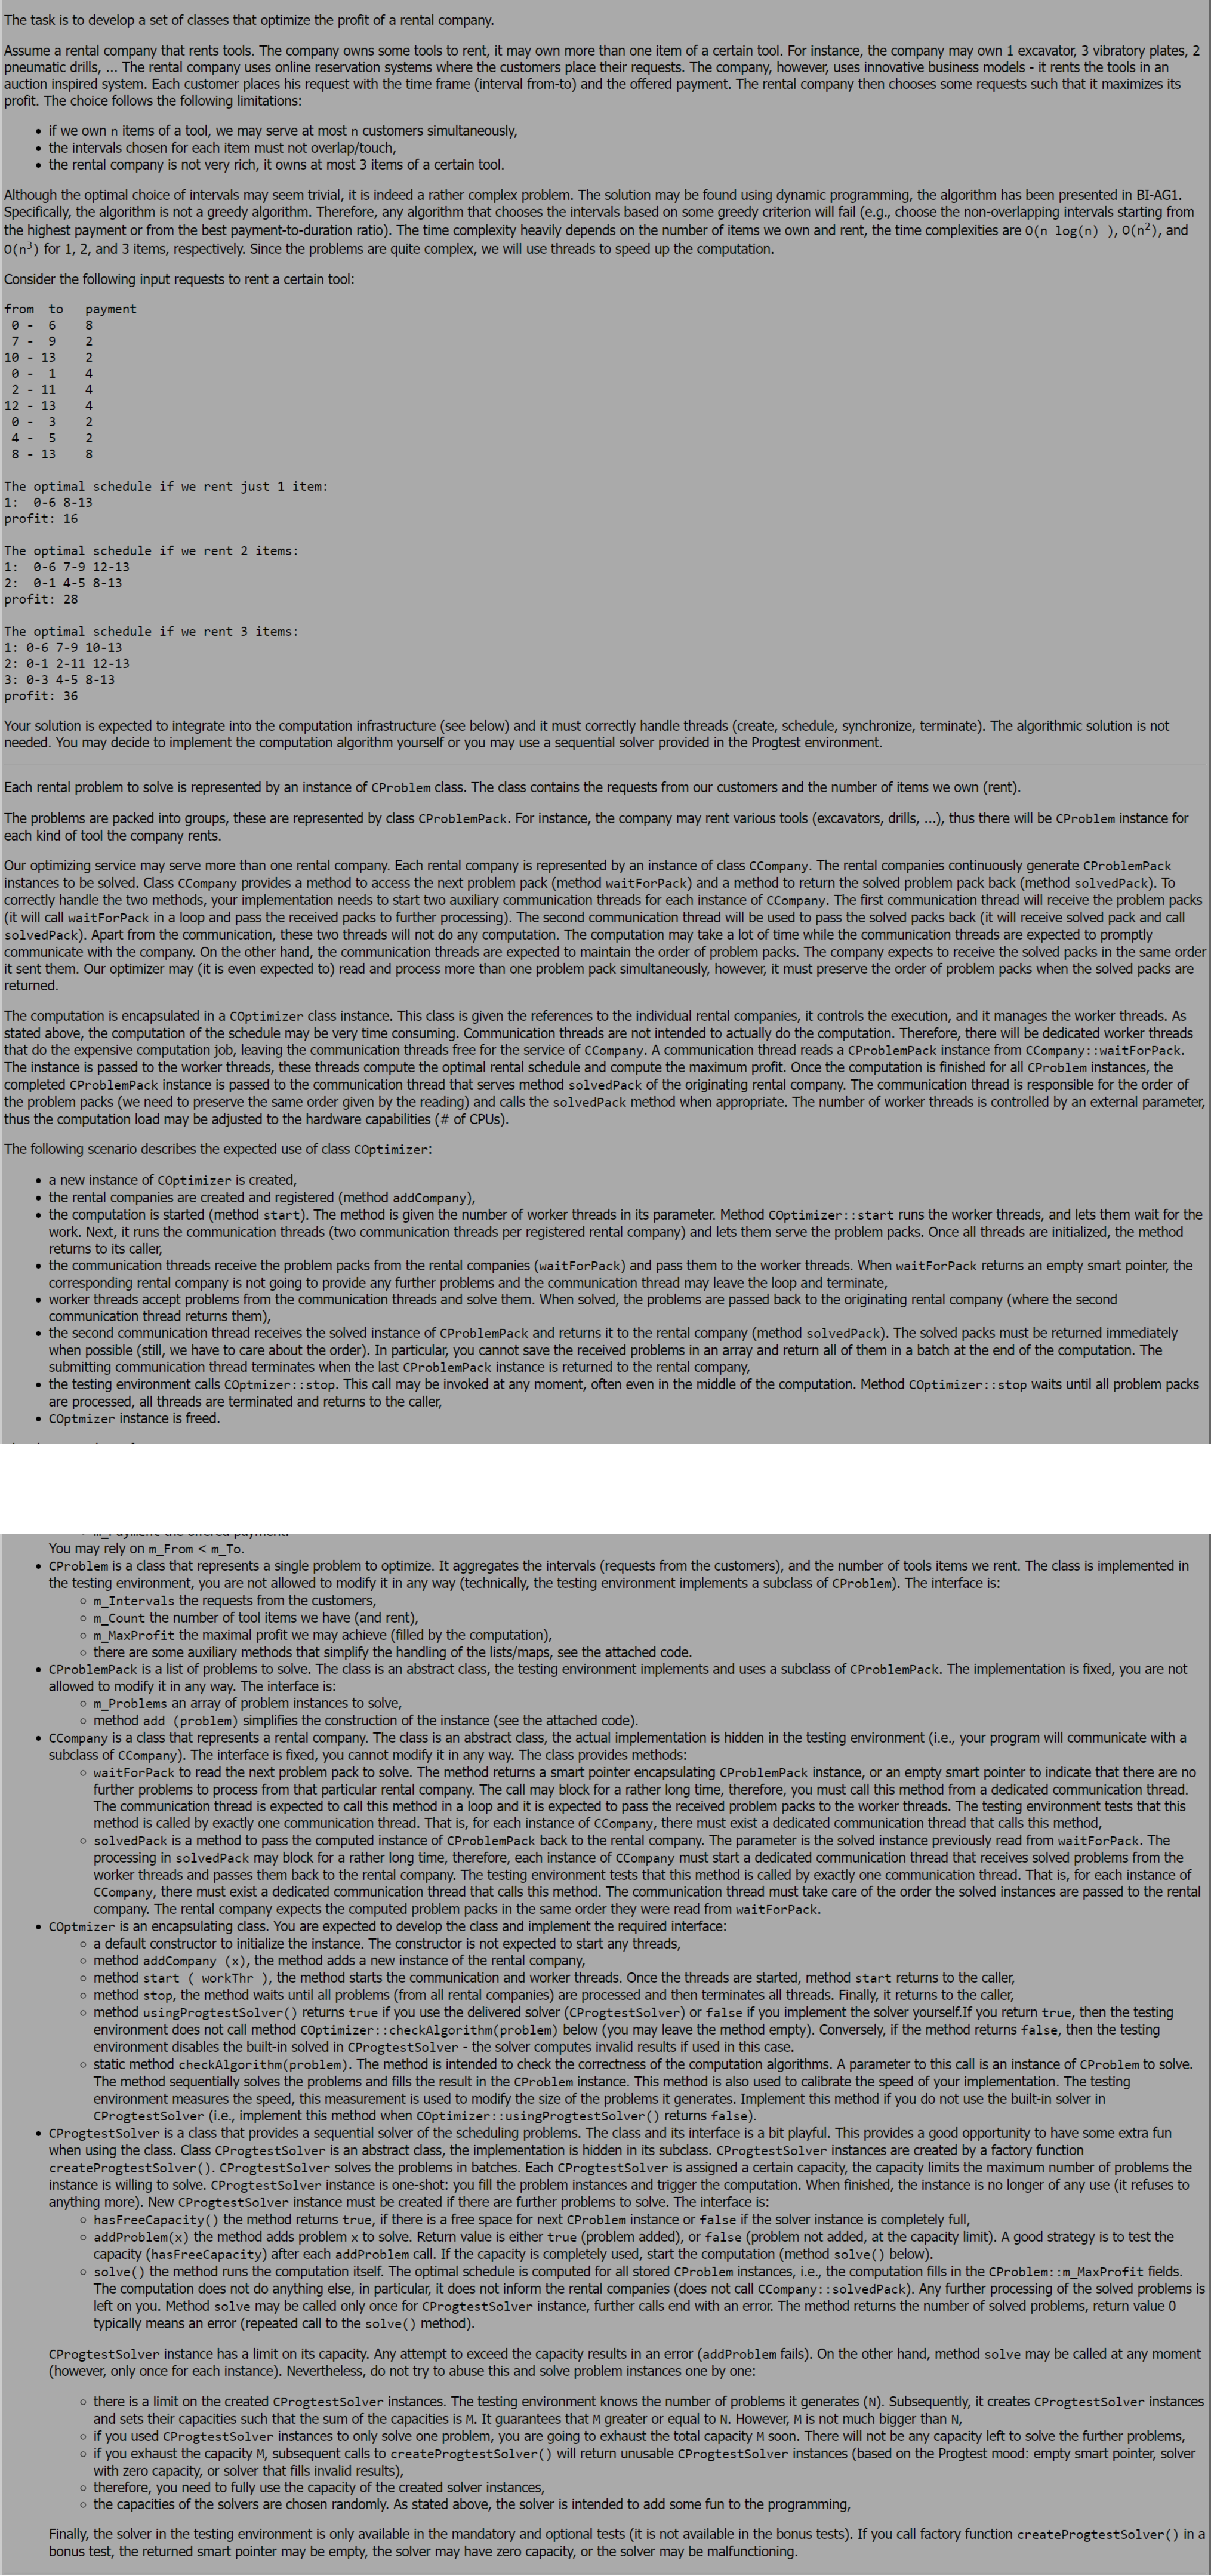 The task is to develop a set of classes that optimize the profit of a rental company.
Assume a rental company that rents tools. The company owns some tools to rent, it may own more than one item of a certain tool. For instance, the company may own 1 excavator, 3 vibratory plates, 2
pneumatic drills, ... The rental company uses online reservation systems where the customers place their requests. The company, however, uses innovative business models - it rents the tools in an
auction inspired system. Each customer places his request with the time frame (interval from-to) and the offered payment. The rental company then chooses some requests such that it maximizes its
profit. The choice follows the following limitations:
• if we own n items of a tool, we may serve at most n customers simultaneously,
• the intervals chosen for each item must not overlap/touch,
• the rental company is not very rich, it owns at most 3 items of a certain tool.
Although the optimal choice of intervals may seem trivial, it is indeed a rather complex problem. The solution may be found using dynamic programming, the algorithm has been presented in BI-AG1.
Specifically, the algorithm is not a greedy algorithm. Therefore, any algorithm that chooses the intervals based on some greedy criterion will fail (e.g., choose the non-overlapping intervals starting from
the highest payment or from the best payment-to-duration ratio). The time complexity heavily depends on the number of items we own and rent, the time complexities are O(n log(n) ), O(n²), and
O(n³) for 1, 2, and 3 items, respectively. Since the problems are quite complex, we will use threads to speed up the computation.
Consider the following input requests to rent a certain tool:
from to payment
0 - 6 8
7 - 9 2
10 - 13 2
0 - 1 4
2 - 11 4
12 - 13 4
0 - 3 2
4 - 5 2
8 - 13 8
The optimal schedule if we rent just 1 item:
1: 0-6 8-13
profit: 16
The optimal schedule if we rent 2 items:
1: 0-6 7-9 12-13
2: 0-1 4-5 8-13
profit: 28
The optimal schedule if we rent 3 items:
1: 0-6 7-9 10-13
2: 0-1 2-11 12-13
3: 0-3 4-5 8-13
profit: 36
Your solution is expected to integrate into the computation infrastructure (see below) and it must correctly handle threads (create, schedule, synchronize, terminate). The algorithmic solution is not
needed. You may decide to implement the computation algorithm yourself or you may use a sequential solver provided in the Progtest environment.
Each rental problem to solve is represented by an instance of CProblem class. The class contains the requests from our customers and the number of items we own (rent).
The problems are packed into groups, these are represented by class CProblemPack. For instance, the company may rent various tools (excavators, drills, ...), thus there will be CProblem instance for
each kind of tool the company rents.
Our optimizing service may serve more than one rental company. Each rental company is represented by an instance of class CCompany. The rental companies continuously generate CProblemPack
instances to be solved. Class CCompany provides a method to access the next problem pack (method waitForPack) and a method to return the solved problem pack back (method solvedPack). To
correctly handle the two methods, your implementation needs to start two auxiliary communication threads for each instance of CCompany. The first communication thread will receive the problem packs
(it will call waitForPack in a loop and pass the received packs to further processing). The second communication thread will be used to pass the solved packs back (it will receive solved pack and call
solvedPack). Apart from the communication, these two threads will not do any computation. The computation may take a lot of time while the communication threads are expected to promptly
communicate with the company. On the other hand, the communication threads are expected to maintain the order of problem packs. The company expects to receive the solved packs in the same order
it sent them. Our optimizer may (it is even expected to) read and process more than one problem pack simultaneously, however, it must preserve the order of problem packs when the solved packs are
returned.
The computation is encapsulated in a COptimizer class instance. This class is given the references to the individual rental companies, it controls the execution, and it manages the worker threads. As
stated above, the computation of the schedule may be very time consuming. Communication threads are not intended to actually do the computation. Therefore, there will be dedicated worker threads
that do the expensive computation job, leaving the communication threads free for the service of CCompany. A communication thread reads a CProblemPack instance from CCompany::waitForPack.
The instance is passed to the worker threads, these threads compute the optimal rental schedule and compute the maximum profit. Once the computation is finished for all CProblem instances, the
completed CProblemPack instance is passed to the communication thread that serves method solvedPack of the originating rental company. The communication thread is responsible for the order of
the problem packs (we need to preserve the same order given by the reading) and calls the solvedPack method when appropriate. The number of worker threads is controlled by an external parameter,
thus the computation load may be adjusted to the hardware capabilities (# of CPUs).
The following scenario describes the expected use of class COptimizer:
• a new instance of COptimizer is created,
• the rental companies are created and registered (method addCompany),
• the computation is started (method start). The method is given the number of worker threads in its parameter. Method COptimizer::start runs the worker threads, and lets them wait for the
work. Next, it runs the communication threads (two communication threads per registered rental company) and lets them serve the problem packs. Once all threads are initialized, the method
returns to its caller,
• the communication threads receive the problem packs from the rental companies (waitForPack) and pass them to the worker threads. When waitForPack returns an empty smart pointer, the
corresponding rental company is not going to provide any further problems and the communication thread may leave the loop and terminate,
• worker threads accept problems from the communication threads and solve them. When solved, the problems are passed back to the originating rental company (where the second
communication thread returns them),
• the second communication thread receives the solved instance of CProblemPack and returns it to the rental company (method solvedPack). The solved packs must be returned immediately
when possible (still, we have to care about the order). In particular, you cannot save the received problems in an array and return all of them in a batch at the end of the computation. The
submitting communication thread terminates when the last CProblemPack instance is returned to the rental company,
• the testing environment calls COptmizer::stop. This call may be invoked at any moment, often even in the middle of the computation. Method COptimizer::stop waits until all problem packs
are processed, all threads are terminated and returns to the caller,
• COptmizer instance is freed.
m_Payment the offered payment.
You may rely on m_From < m_To.
• CProblem is a class that represents a single problem to optimize. It aggregates the intervals (requests from the customers), and the number of tools items we rent. The class is implemented in
the testing environment, you are not allowed to modify it in any way (technically, the testing environment implements a subclass of CProblem). The interface is:
◦ m_Intervals the requests from the customers,
◦ m_Count the number of tool items we have (and rent),
◦ m_MaxProfit the maximal profit we may achieve (filled by the computation),
◦ there are some auxiliary methods that simplify the handling of the lists/maps, see the attached code.
• CProblemPack is a list of problems to solve. The class is an abstract class, the testing environment implements and uses a subclass of CProblemPack. The implementation is fixed, you are not
allowed to modify it in any way. The interface is:
◦ m_Problems an array of problem instances to solve,
◦ method add (problem) simplifies the construction of the instance (see the attached code).
• CCompany is a class that represents a rental company. The class is an abstract class, the actual implementation is hidden in the testing environment (i.e., your program will communicate with a
subclass of CCompany). The interface is fixed, you cannot modify it in any way. The class provides methods:
◦ waitForPack to read the next problem pack to solve. The method returns a smart pointer encapsulating CProblemPack instance, or an empty smart pointer to indicate that there are no
further problems to process from that particular rental company. The call may block for a rather long time, therefore, you must call this method from a dedicated communication thread.
The communication thread is expected to call this method in a loop and it is expected to pass the received problem packs to the worker threads. The testing environment tests that this
method is called by exactly one communication thread. That is, for each instance of CCompany, there must exist a dedicated communication thread that calls this method,
◦ solvedPack is a method to pass the computed instance of CProblemPack back to the rental company. The parameter is the solved instance previously read from waitForPack. The
processing in solvedPack may block for a rather long time, therefore, each instance of CCompany must start a dedicated communication thread that receives solved problems from the
worker threads and passes them back to the rental company. The testing environment tests that this method is called by exactly one communication thread. That is, for each instance of
CCompany, there must exist a dedicated communication thread that calls this method. The communication thread must take care of the order the solved instances are passed to the rental
company. The rental company expects the computed problem packs in the same order they were read from waitForPack.
• COptmizer is an encapsulating class. You are expected to develop the class and implement the required interface:
◦ a default constructor to initialize the instance. The constructor is not expected to start any threads,
◦ method addCompany (x), the method adds a new instance of the rental company,
◦ method start ( workThr ), the method starts the communication and worker threads. Once the threads are started, method start returns to the caller,
◦ method stop, the method waits until all problems (from all rental companies) are processed and then terminates all threads. Finally, it returns to the caller,
◦ method usingProgtestSolver() returns true if you use the delivered solver (CProgtestSolver) or false if you implement the solver yourself.If you return true, then the testing
environment does not call method COptimizer::checkAlgorithm(problem) below (you may leave the method empty). Conversely, if the method returns false, then the testing
environment disables the built-in solved in CProgtestSolver - the solver computes invalid results if used in this case.
◦ static method checkAlgorithm(problem). The method is intended to check the correctness of the computation algorithms. A parameter to this call is an instance of CProblem to solve.
The method sequentially solves the problems and fills the result in the CProblem instance. This method is also used to calibrate the speed of your implementation. The testing
environment measures the speed, this measurement is used to modify the size of the problems it generates. Implement this method if you do not use the built-in solver in
CProgtestSolver (i.e., implement this method when COptimizer::usingProgtestSolver() returns false).
• CProgtestSolver is a class that provides a sequential solver of the scheduling problems. The class and its interface is a bit playful. This provides a good opportunity to have some extra fun
when using the class. Class CProgtestSolver is an abstract class, the implementation is hidden in its subclass. CProgtestSolver instances are created by a factory function
createProgtestSolver(). CProgtestSolver solves the problems in batches. Each CProgtestSolver is assigned a certain capacity, the capacity limits the maximum number of problems the
instance is willing to solve. CProgtestSolver instance is one-shot: you fill the problem instances and trigger the computation. When finished, the instance is no longer of any use (it refuses to
anything more). New CProgtestSolver instance must be created if there are further problems to solve. The interface is:
◦ hasFreeCapacity() the method returns true, if there is a free space for next CProblem instance or false if the solver instance is completely full,
◦ addProblem(x) the method adds problem x to solve. Return value is either true (problem added), or false (problem not added, at the capacity limit). A good strategy is to test the
capacity (hasFreeCapacity) after each addProblem call. If the capacity is completely used, start the computation (method solve() below).
◦ solve() the method runs the computation itself. The optimal schedule is computed for all stored CProblem instances, i.e., the computation fills in the CProblem::m_MaxProfit fields.
The computation does not do anything else, in particular, it does not inform the rental companies (does not call CCompany::solvedPack). Any further processing of the solved problems is
left on you. Method solve may be called only once for CProgtestSolver instance, further calls end with an error. The method returns the number of solved problems, return value 0
typically means an error (repeated call to the solve() method).
CProgtestSolver instance has a limit on its capacity. Any attempt to exceed the capacity results in an error (addProblem fails). On the other hand, method solve may be called at any moment
(however, only once for each instance). Nevertheless, do not try to abuse this and solve problem instances one by one:
◦ there is a limit on the created CProgtestSolver instances. The testing environment knows the number of problems it generates (N). Subsequently, it creates CProgtestSolver instances
and sets their capacities such that the sum of the capacities is M. It guarantees that M greater or equal to N. However, M is not much bigger than N,
◦ if you used CProgtestSolver instances to only solve one problem, you are going to exhaust the total capacity M soon. There will not be any capacity left to solve the further problems,
◦ if you exhaust the capacity M, subsequent calls to createProgtestSolver() will return unusable CProgtestSolver instances (based on the Progtest mood: empty smart pointer, solver
with zero capacity, or solver that fills invalid results),
◦ therefore, you need to fully use the capacity of the created solver instances,
◦ the capacities of the solvers are chosen randomly. As stated above, the solver is intended to add some fun to the programming,
Finally, the solver in the testing environment is only available in the mandatory and optional tests (it is not available in the bonus tests). If you call factory function createProgtestSolver() in a
bonus test, the returned smart pointer may be empty, the solver may have zero capacity, or the solver may be malfunctioning.